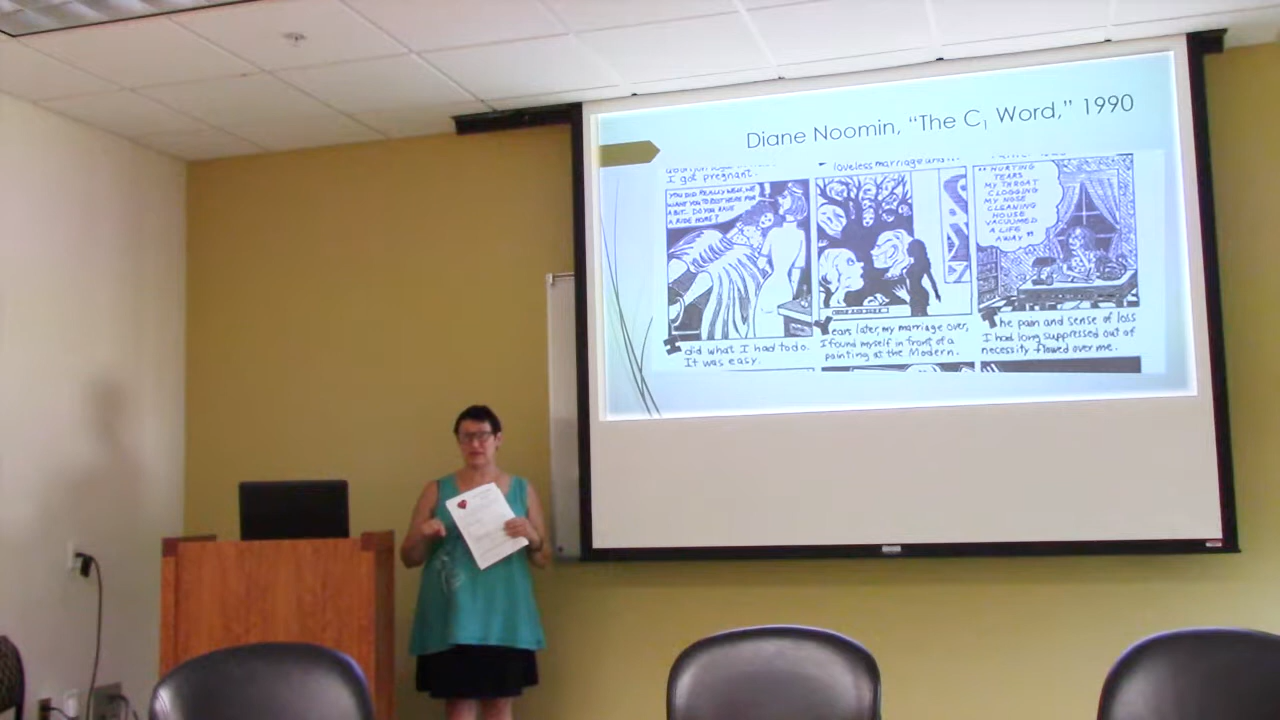 Diane Noomin, “The C, Word,” 1990
I got pregnant.
loveless marriage
YOU DID REALLY WELL, WE
WANT YOU TO REST HERE FOR
A BIT. DO YOU HAVE
A RIDE HOME?
I did what I had to do.
It was easy.
Years later, my marriage over,
I found myself in front of a
painting at the Modern.
“HURTING
TEARS
MY THROAT
CLOGGING
MY NOSE
CLEANING
HOUSE
VACUUMED
A LIFE
AWAY”
The pain and sense of loss
I had long suppressed out of
necessity flowed over me.